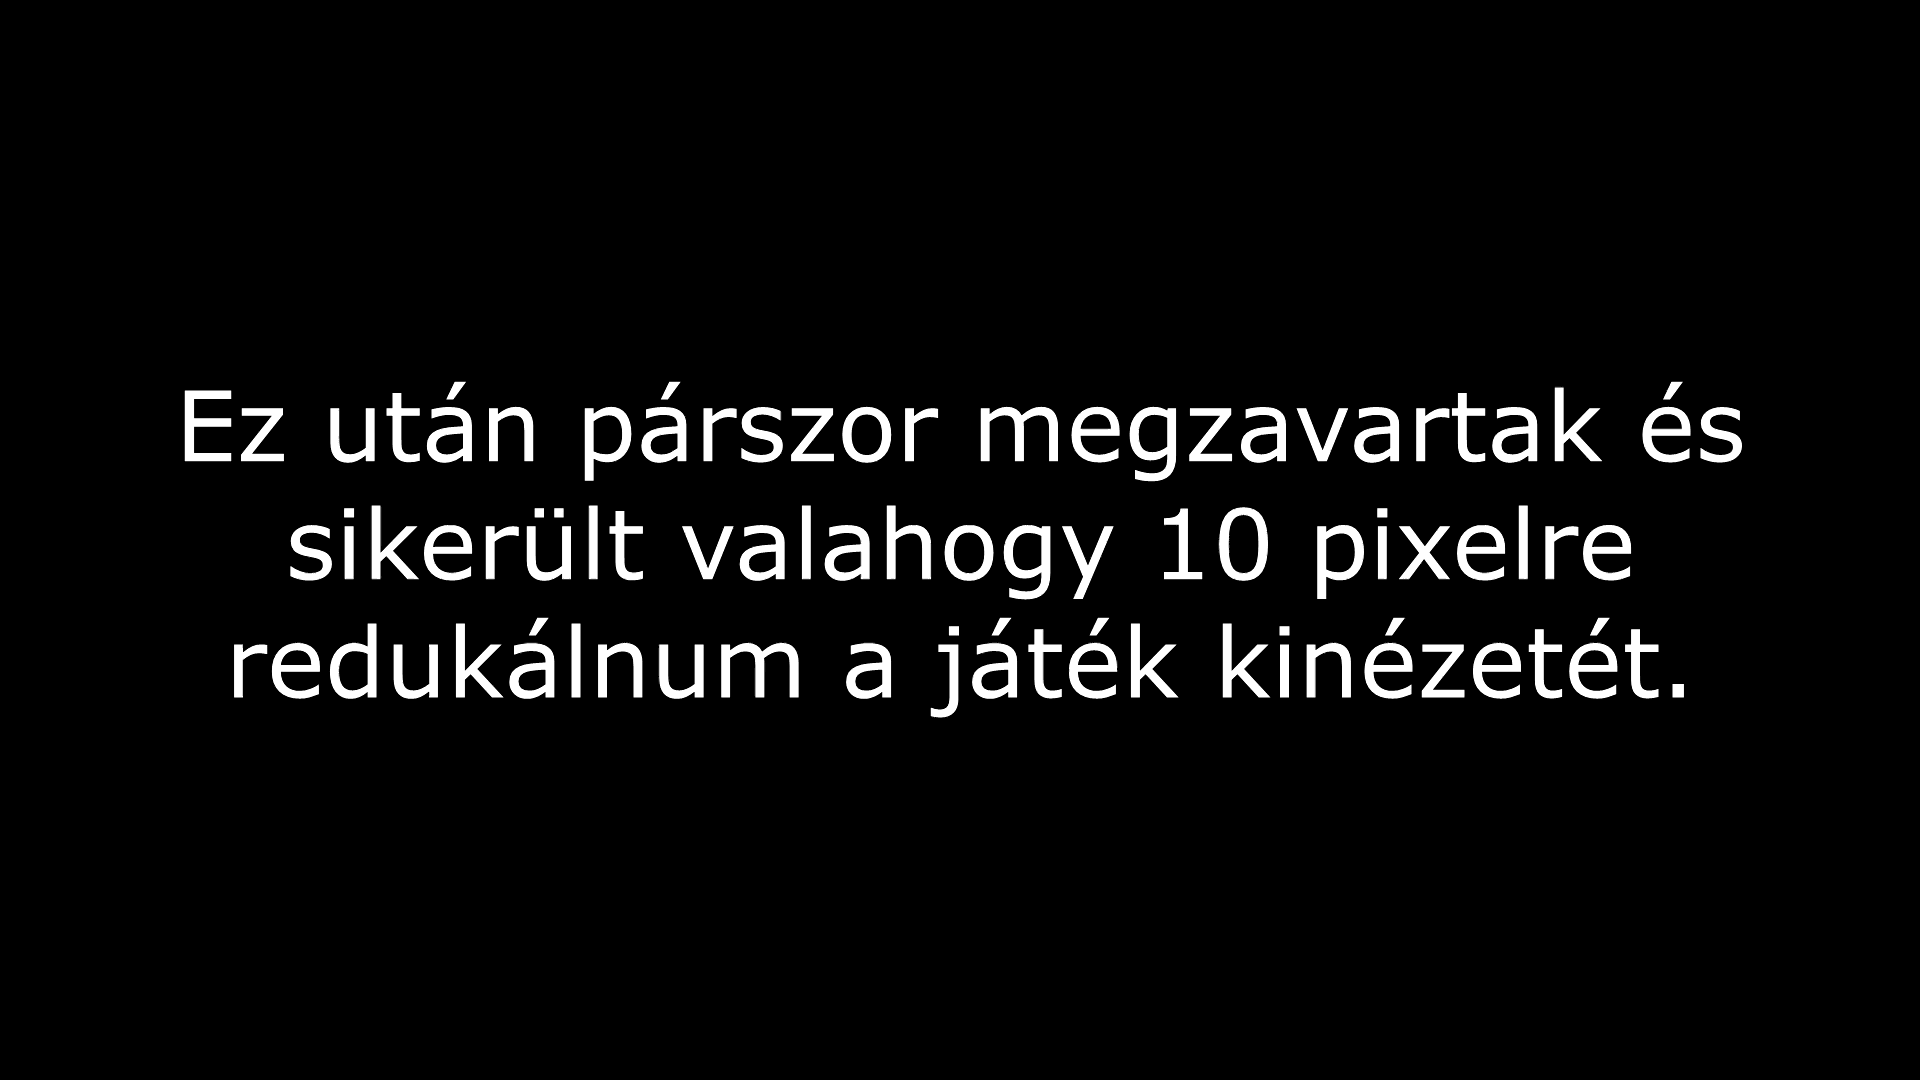 Ez után párszor megzavartak és
sikerült valahogy 10 pixelre
redukálnum a játék kinézetét.